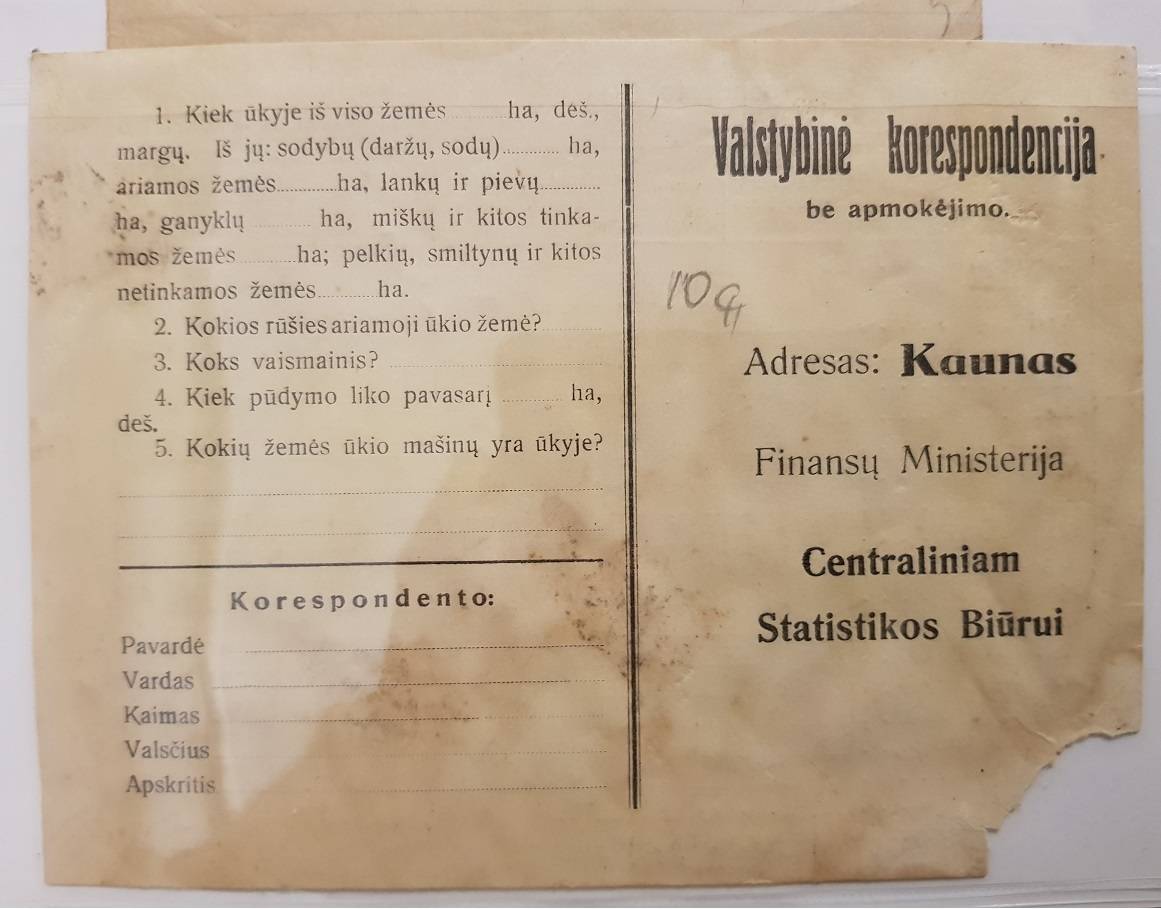 1. Kiek ūkyje iš viso žemės ........ ha, deš.,
margų. Iš jų: sodybų (daržų, sodų)............ ha,
ariamos žemės.............ha, lankų ir pievų.............
ha, ganyklų ............ ha, miškų ir kitos tinka-
mos žemės ...........ha; pelkių, smiltynų ir kitos
netinkamos žemės............ha.
2. Kokios rūšies ariamoji ūkio žemė? ............
3. Koks vaismainis? ............
4. Kiek pūdymo liko pavasarį ............ ha,
deš.
5. Kokių žemės ūkio mašinų yra ūkyje?
Korespondento:
Pavardė
Vardas
Kaimas
Valsčius
Apskritis
Valstybinė korespondencija
be apmokėjimo.
Adresas: Kaunas
Finansų Ministerija
Centraliniam
Statistikos Biūrui